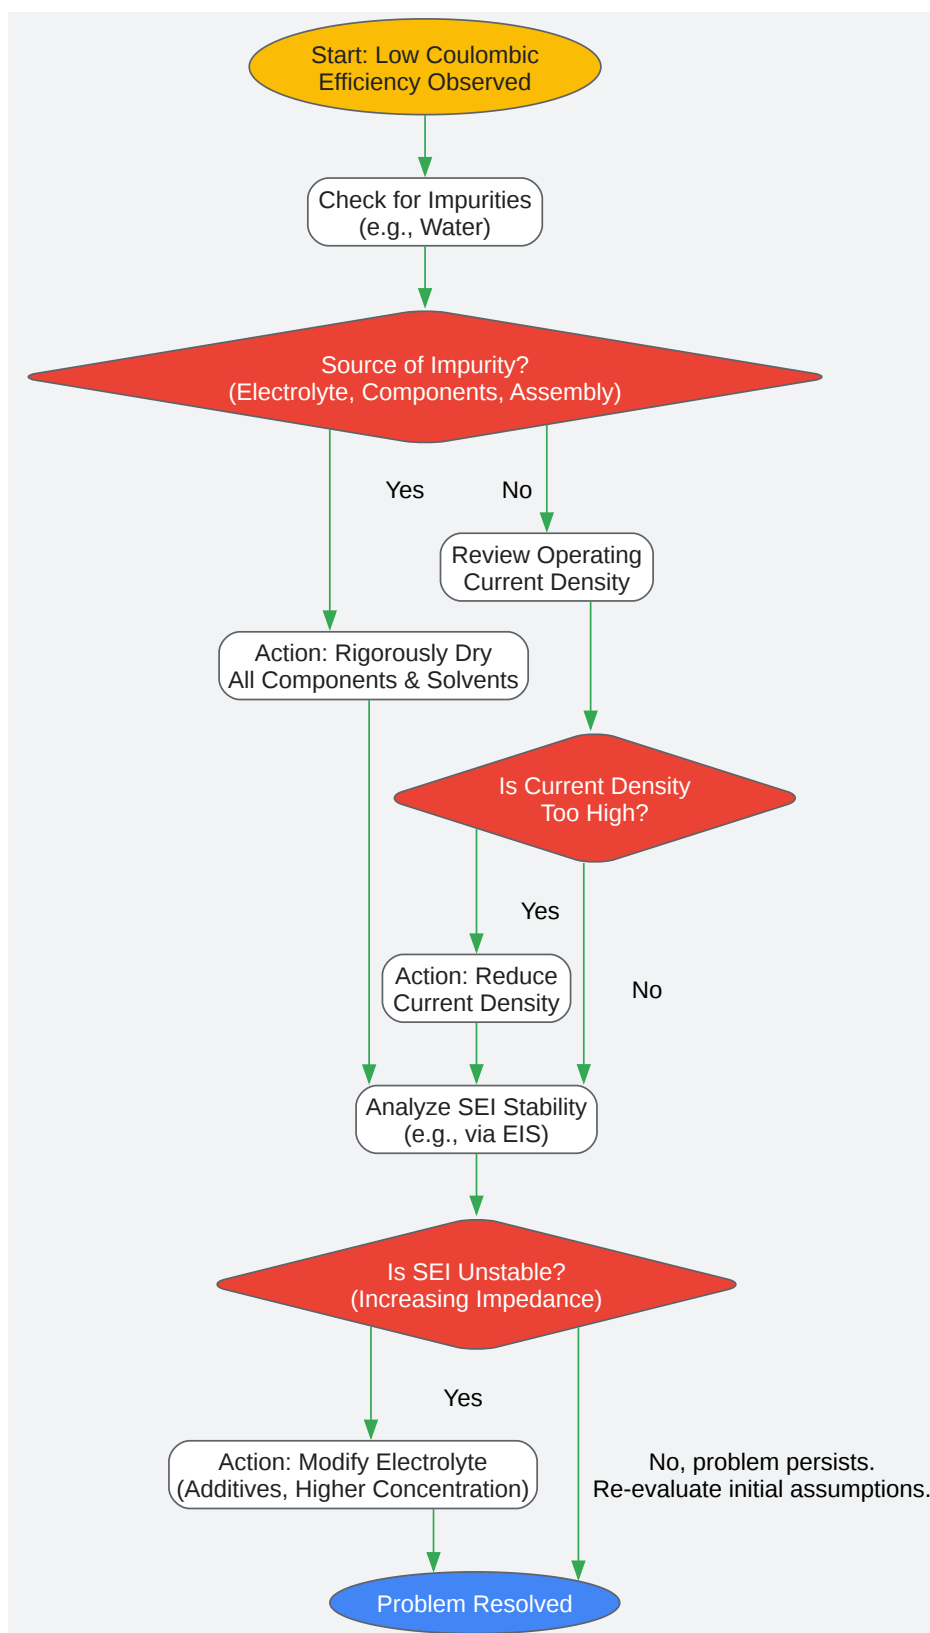 Start: Low Coulombic
Efficiency Observed
Check for Impurities
(e.g., Water)
Source of Impurity?
(Electrolyte, Components, Assembly)
Yes
No
Review Operating
Current Density
Action: Rigorously Dry
All Components & Solvents
Is Current Density
Too High?
Yes
Action: Reduce
Current Density
No
Analyze SEI Stability
(e.g., via EIS)
Is SEI Unstable?
(Increasing Impedance)
Yes
Action: Modify Electrolyte
(Additives, Higher Concentration)
No, problem persists.
Re-evaluate initial assumptions.
Problem Resolved